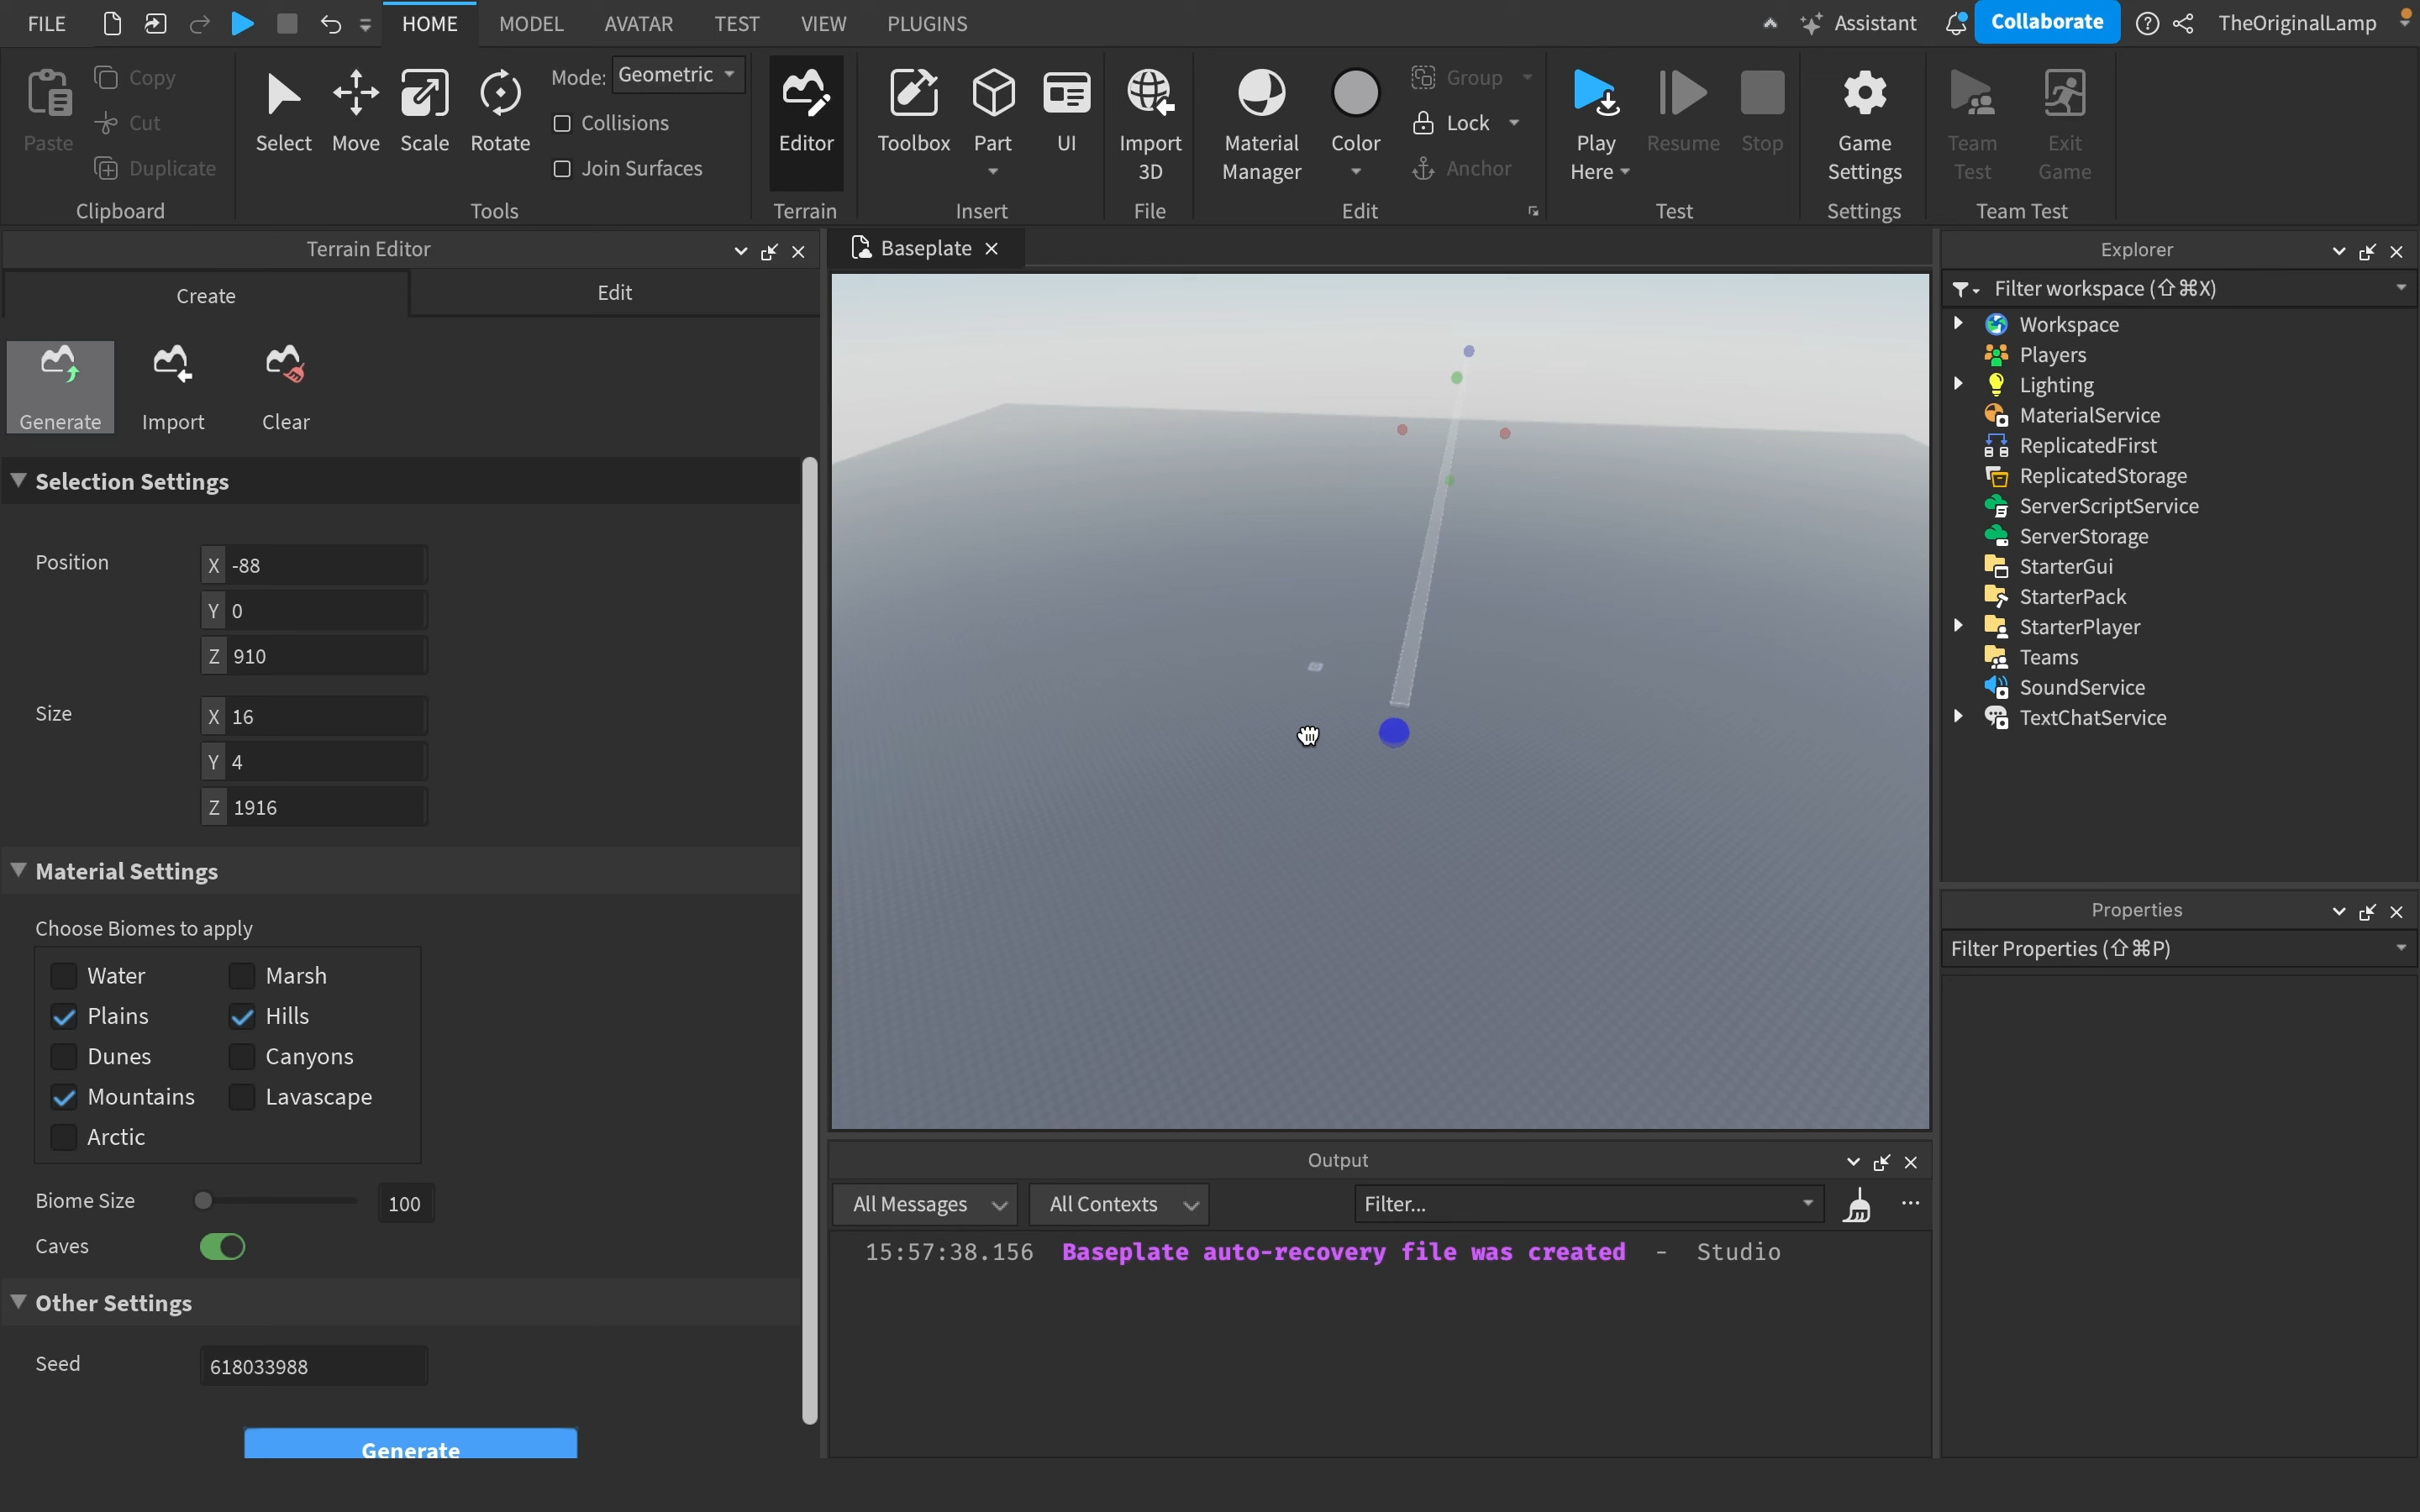 FILE HOME MODEL AVATAR TEST VIEW PLUGINS Assistant Collaborate TheOriginalLamp
Paste
Copy
Cut
Duplicate
Clipboard
Select Move Scale Rotate
Mode: Geometric
Collisions
Join Surfaces
Tools
Editor
Terrain
Toolbox Part UI
Insert
Import
3D
File
Material
Manager
Color
Group
Lock
Anchor
Edit
Play
Here
Resume Stop
Test
Game
Settings
Settings
Team
Test
Exit
Game
Team Test
Terrain Editor
Create Edit
Generate Import Clear
Selection Settings
Position X -88
Y 0
Z 910
Size X 16
Y 4
Z 1916
Material Settings
Choose Biomes to apply
Water Marsh
Plains Hills
Dunes Canyons
Mountains Lavascape
Arctic
Biome Size 100
Caves
Other Settings
Seed 618033988
Generate
Baseplate
Output
All Messages All Contexts Filter...
15:57:38.156 Baseplate auto-recovery file was created - Studio
Explorer
Filter workspace (⇧⌘X)
Workspace
Players
Lighting
MaterialService
ReplicatedFirst
ReplicatedStorage
ServerScriptService
ServerStorage
StarterGui
StarterPack
StarterPlayer
Teams
SoundService
TextChatService
Properties
Filter Properties (⇧⌘P)